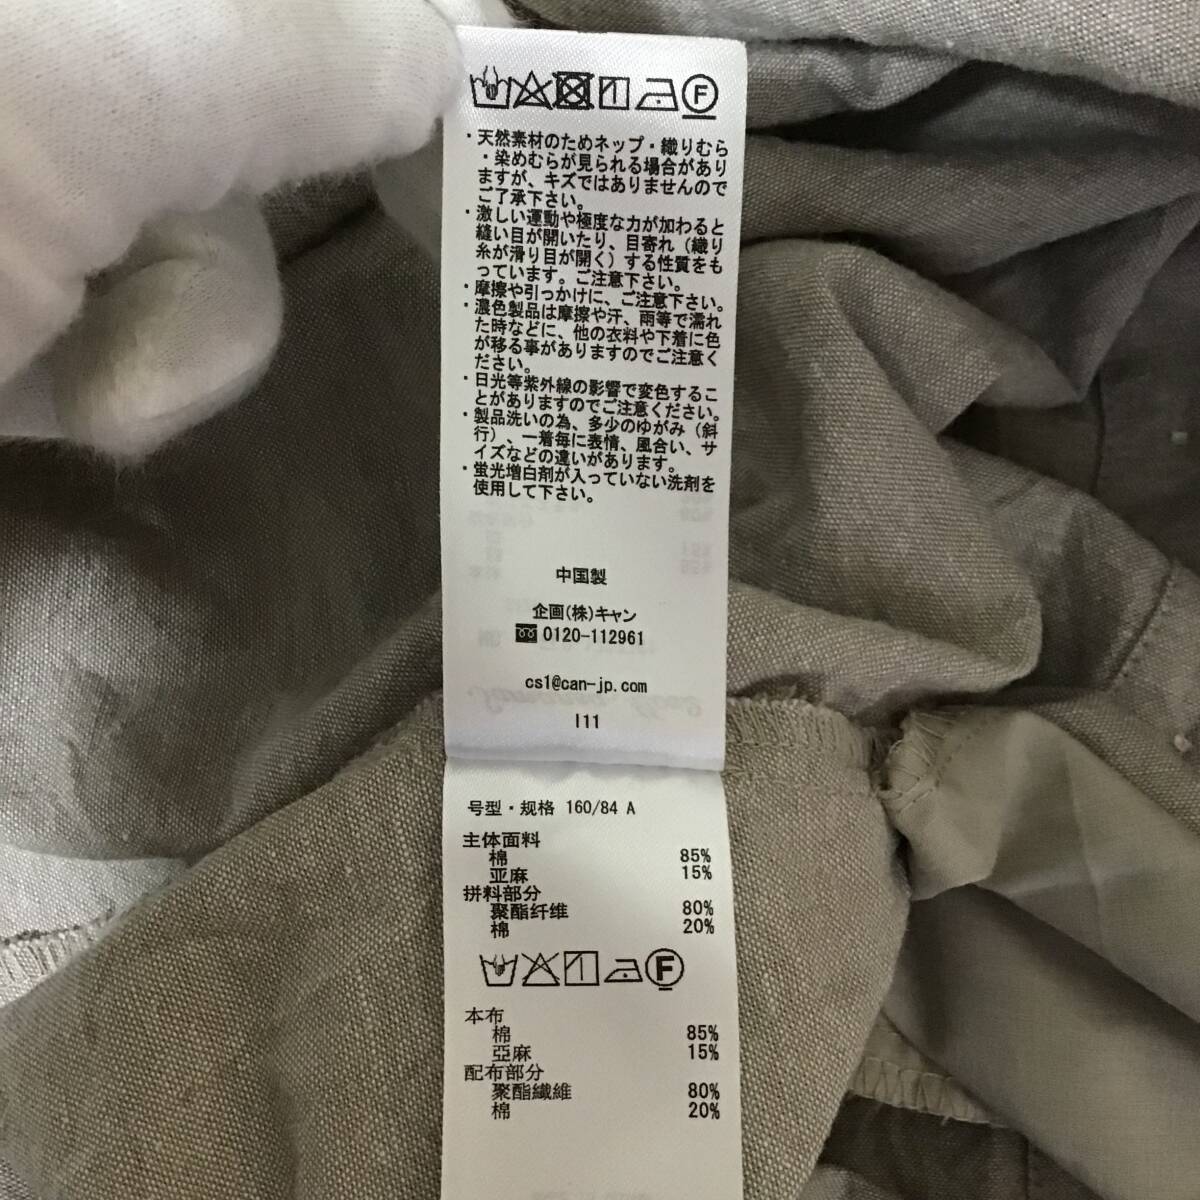 F
・天然素材のためネップ・織りむら
・染めむらが見られる場合があり
ますが、キズではありませんので
ご了承下さい。
・激しい運動や極度な力が加わると
縫い目が開いたり、目寄れ（織り
糸が滑り目が開く）する性質をも
っています。ご注意下さい。
・摩擦や引っかけに、ご注意下さい。
・濃色製品は摩擦や汗、雨等で濡れ
た時などに、他の衣料や下着に色
が移る事がありますのでご注意く
ださい。
・日光等紫外線の影響で変色するこ
とがありますのでご注意ください。
・製品洗いの為、多少のゆがみ（斜
行）、一着毎に表情、風合い、サ
イズなどの違いがあります。
・蛍光増白剤が入っていない洗剤を
使用して下さい。
中国製
企画(株)キャン
0120-112961
cs1@can-jp.com
I11
号型・规格 160/84 A
主体面料
棉 85%
亚麻 15%
拼料部分
聚酯纤维 80%
棉 20%
F
本布
棉 85%
亞麻 15%
配布部分
聚酯纖維 80%
棉 20%